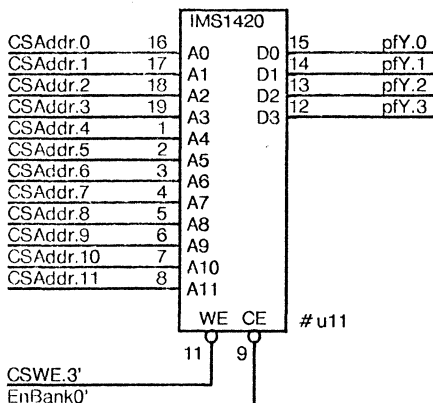 IMS1420
CSAddr.0 16 A0 D0 15 pfY.0
CSAddr.1 17 A1 D1 14 pfY.1
CSAddr.2 18 A2 D2 13 pfY.2
CSAddr.3 19 A3 D3 12 pfY.3
CSAddr.4 1 A4
CSAddr.5 2 A5
CSAddr.6 3 A6
CSAddr.7 4 A7
CSAddr.8 5 A8
CSAddr.9 6 A9
CSAddr.10 7 A10
CSAddr.11 8 A11
WE CE #u11
11 9
CSWE.3'
EnBank0'